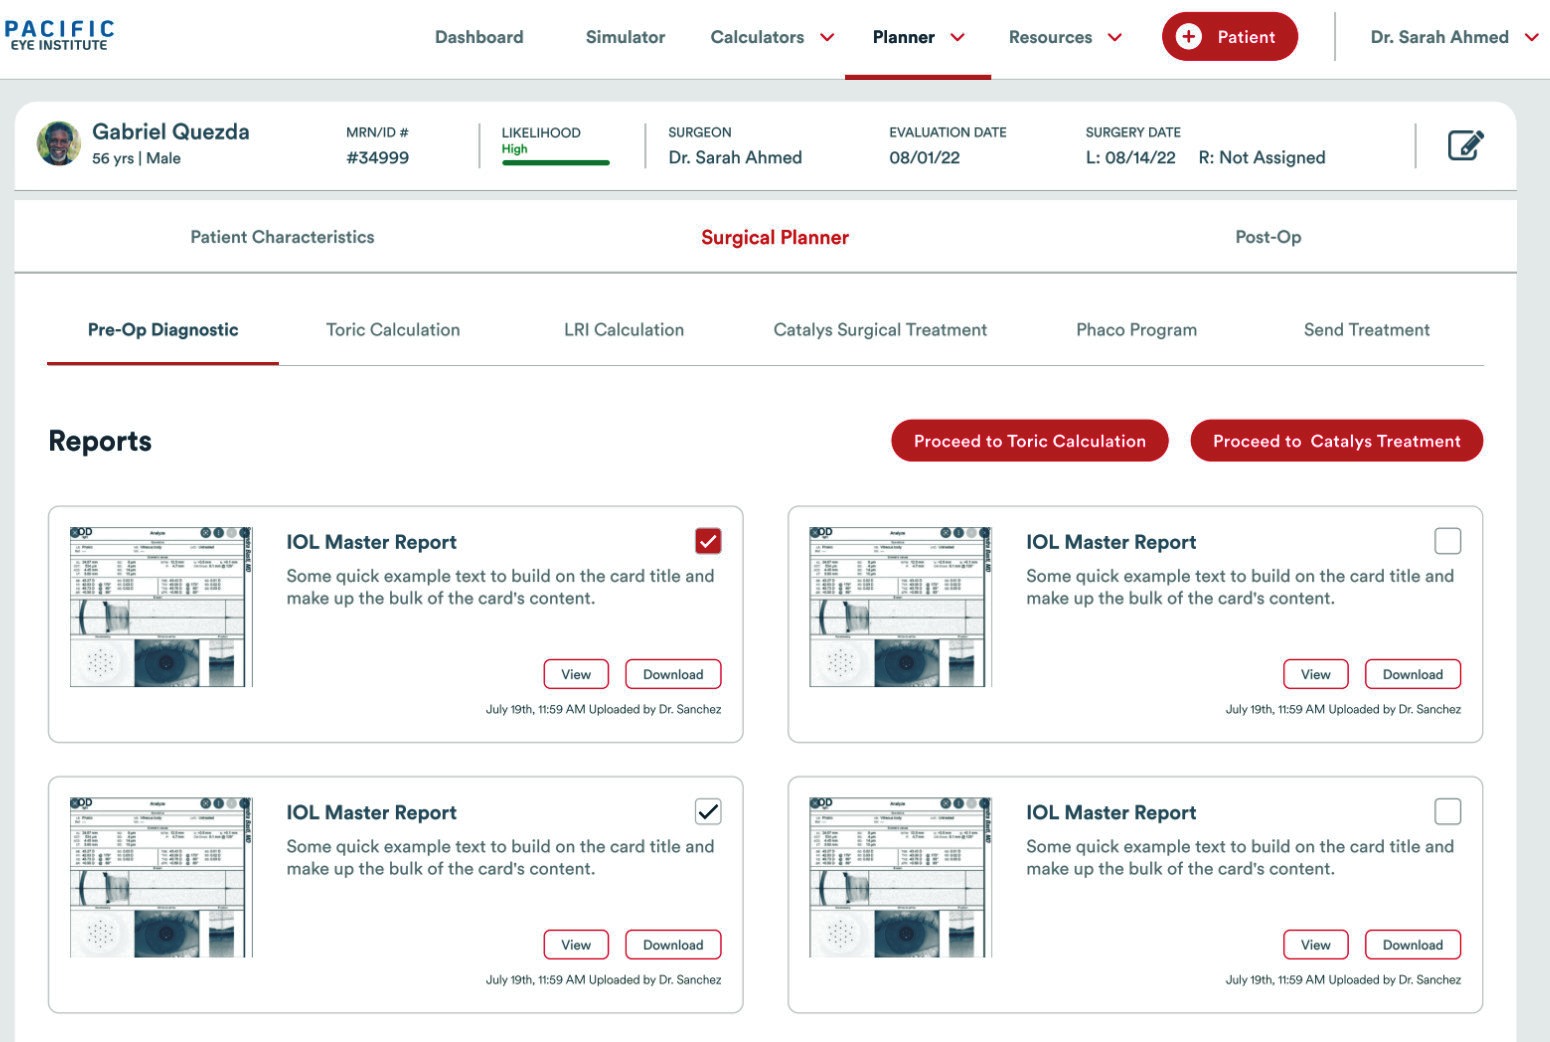 PACIFIC
EYE INSTITUTE
Dashboard
Simulator
Calculators
Planner
Resources
Patient
Dr. Sarah Ahmed
Gabriel Quezda
56 yrs | Male
MRN/ID #
#34999
LIKELIHOOD
High
SURGEON
Dr. Sarah Ahmed
EVALUATION DATE
08/01/22
SURGERY DATE
L: 08/14/22 R: Not Assigned
Patient Characteristics
Surgical Planner
Post-Op
Pre-Op Diagnostic
Toric Calculation
LRI Calculation
Catalys Surgical Treatment
Phaco Program
Send Treatment
Reports
Proceed to Toric Calculation
Proceed to Catalys Treatment
OD
Analyze
IOL Master Report
Some quick example text to build on the card title and
make up the bulk of the card's content.
View
Download
July 19th, 11:59 AM Uploaded by Dr. Sanchez
OD
Analyze
IOL Master Report
Some quick example text to build on the card title and
make up the bulk of the card's content.
View
Download
July 19th, 11:59 AM Uploaded by Dr. Sanchez
OD
Analyze
IOL Master Report
Some quick example text to build on the card title and
make up the bulk of the card's content.
View
Download
July 19th, 11:59 AM Uploaded by Dr. Sanchez
OD
Analyze
IOL Master Report
Some quick example text to build on the card title and
make up the bulk of the card's content.
View
Download
July 19th, 11:59 AM Uploaded by Dr. Sanchez